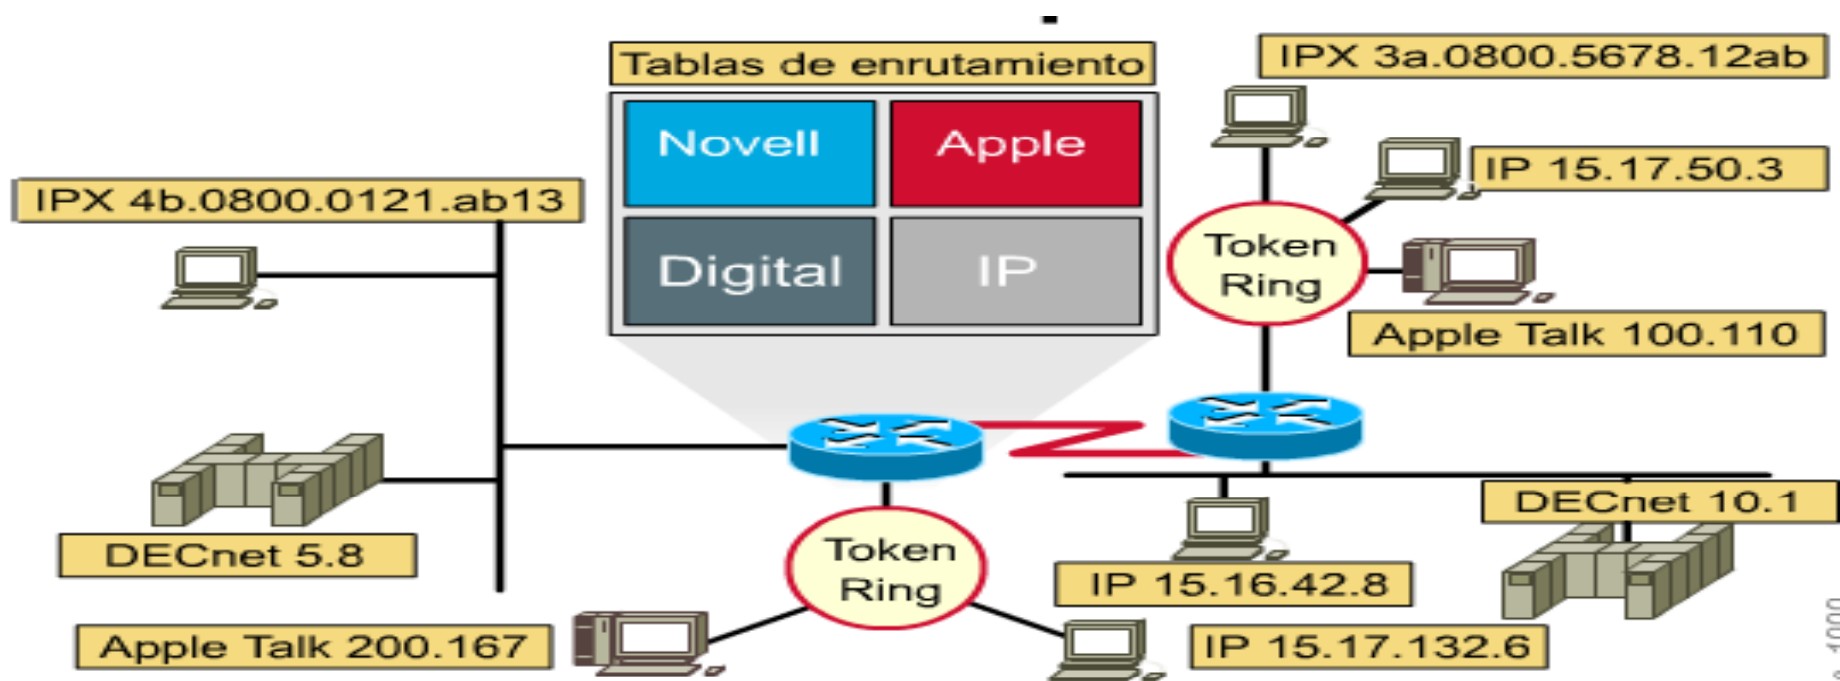 Tablas de enrutamiento
IPX 3a.0800.5678.12ab
Novell
Apple
IP 15.17.50.3
IPX 4b.0800.0121.ab13
Token
Ring
Digital
IP
Apple Talk 100.110
DECnet 10.1
DECnet 5.8
Token
Ring
IP 15.16.42.8
Apple Talk 200.167
IP 15.17.132.6
1000